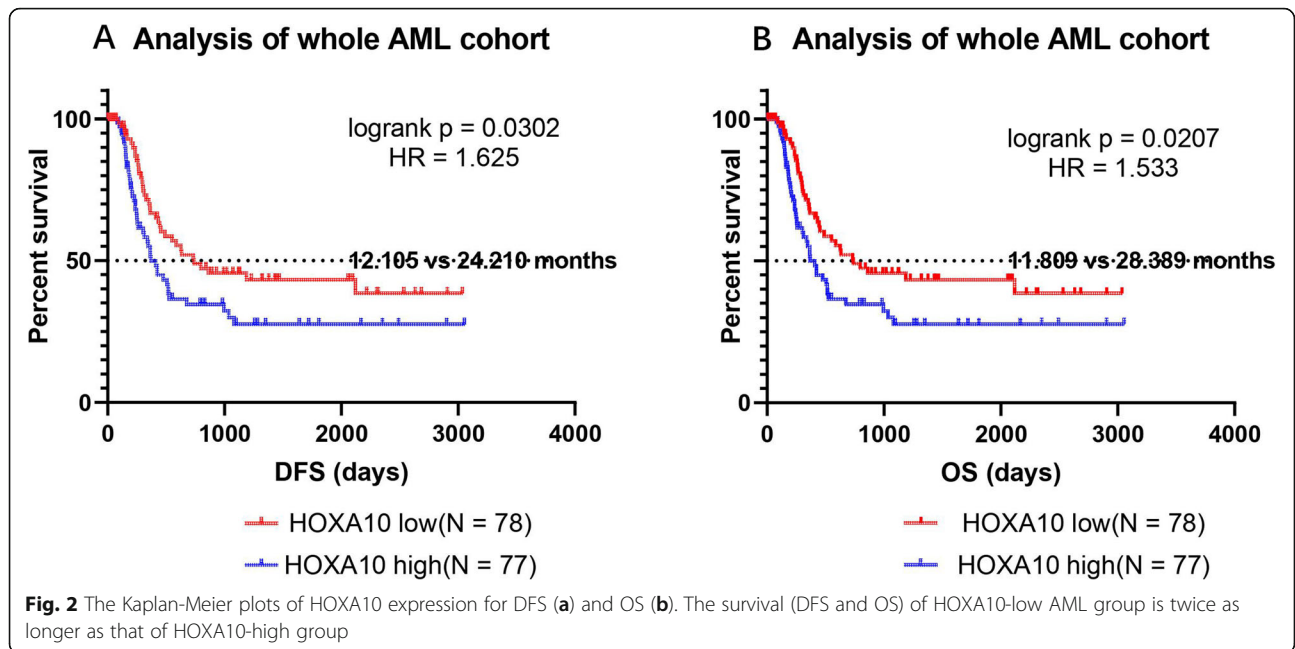 A Analysis of whole AML cohort
100
50
0
Percent survival
logrank p = 0.0302
HR = 1.625
12.105 vs 24.210 months
0 1000 2000 3000 4000
DFS (days)
HOXA10 low(N = 78)
HOXA10 high(N = 77)
B Analysis of whole AML cohort
100
50
0
Percent survival
logrank p = 0.0207
HR = 1.533
11.809 vs 28.389 months
0 1000 2000 3000 4000
OS (days)
HOXA10 low(N = 78)
HOXA10 high(N = 77)
Fig. 2 The Kaplan-Meier plots of HOXA10 expression for DFS (a) and OS (b). The survival (DFS and OS) of HOXA10-low AML group is twice as
longer as that of HOXA10-high group